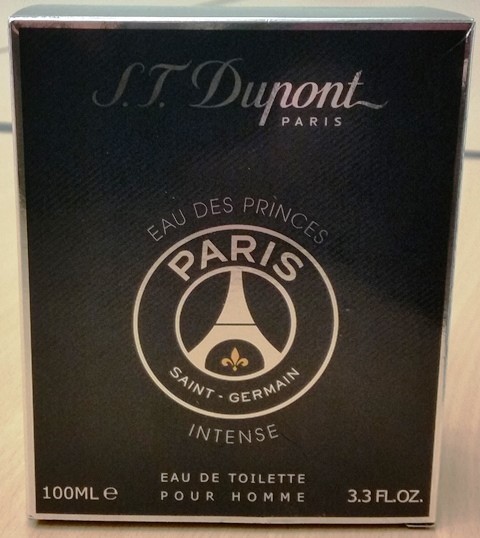 S.T. Dupont
PARIS
EAU DES PRINCES
PARIS
SAINT-GERMAIN
INTENSE
EAU DE TOILETTE
POUR HOMME
100ML e
3.3 FL.OZ.